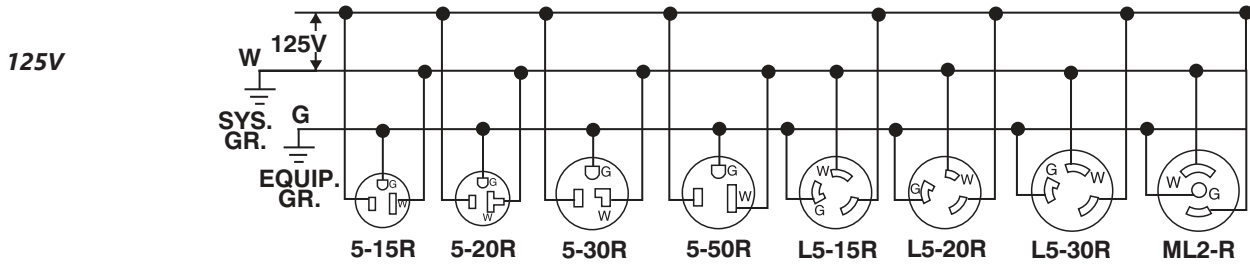 125V
125V
W
SYS.
GR.
G
EQUIP.
GR.
G
W
G
W
G
W
G
W
W
G
G
W
G
W
W
G
5-15R 5-20R 5-30R 5-50R L5-15R L5-20R L5-30R ML2-R